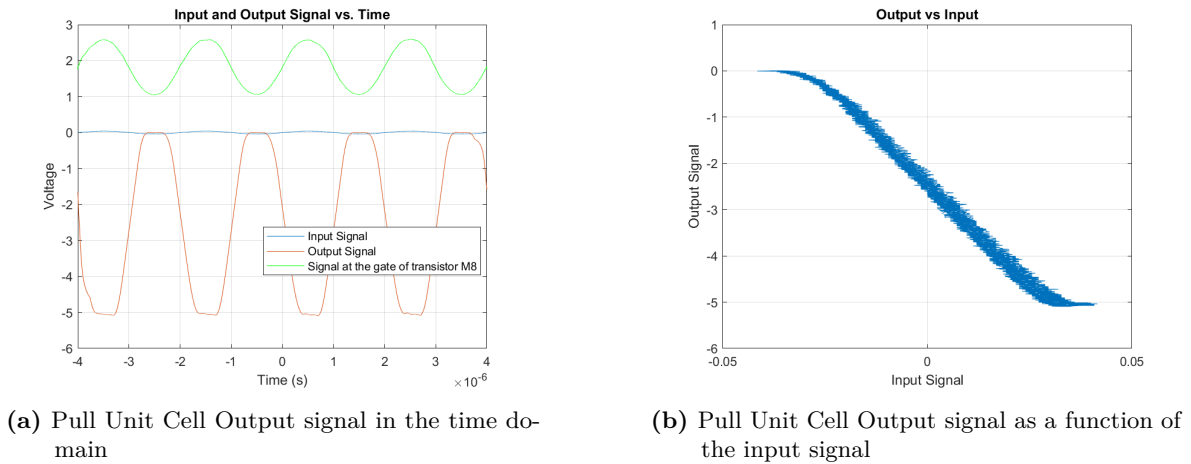 Input and Output Signal vs. Time
3
2
1
0
-1
-2
-3
-4
-5
-6
Voltage
Input Signal
Output Signal
Signal at the gate of transistor M8
-4 -3 -2 -1 0 1 2 3 4
Time (s)
×10⁻⁶
(a) Pull Unit Cell Output signal in the time do-
main
Output vs Input
1
0
-1
-2
-3
-4
-5
-6
Output Signal
-0.05 0 0.05
Input Signal
(b) Pull Unit Cell Output signal as a function of
the input signal